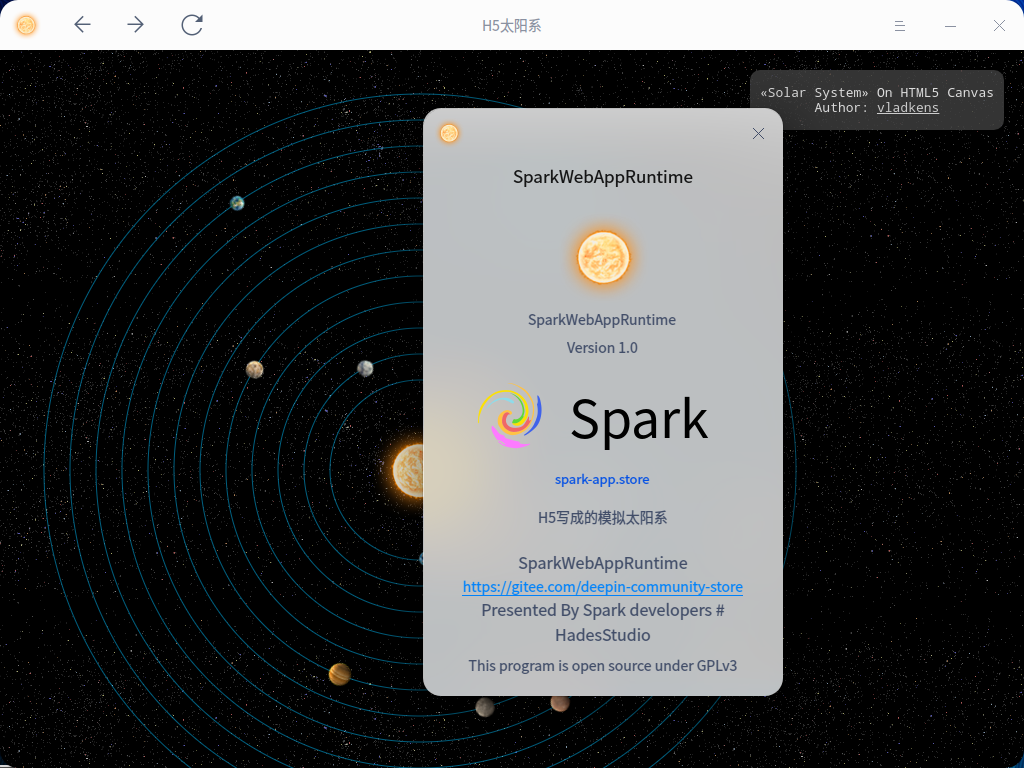 H5太阳系
«Solar System» On HTML5 Canvas
Author: vladkens
SparkWebAppRuntime
SparkWebAppRuntime
Version 1.0
Spark
spark-app.store
H5写成的模拟太阳系
SparkWebAppRuntime
https://gitee.com/deepin-community-store
Presented By Spark developers #
HadesStudio
This program is open source under GPLv3